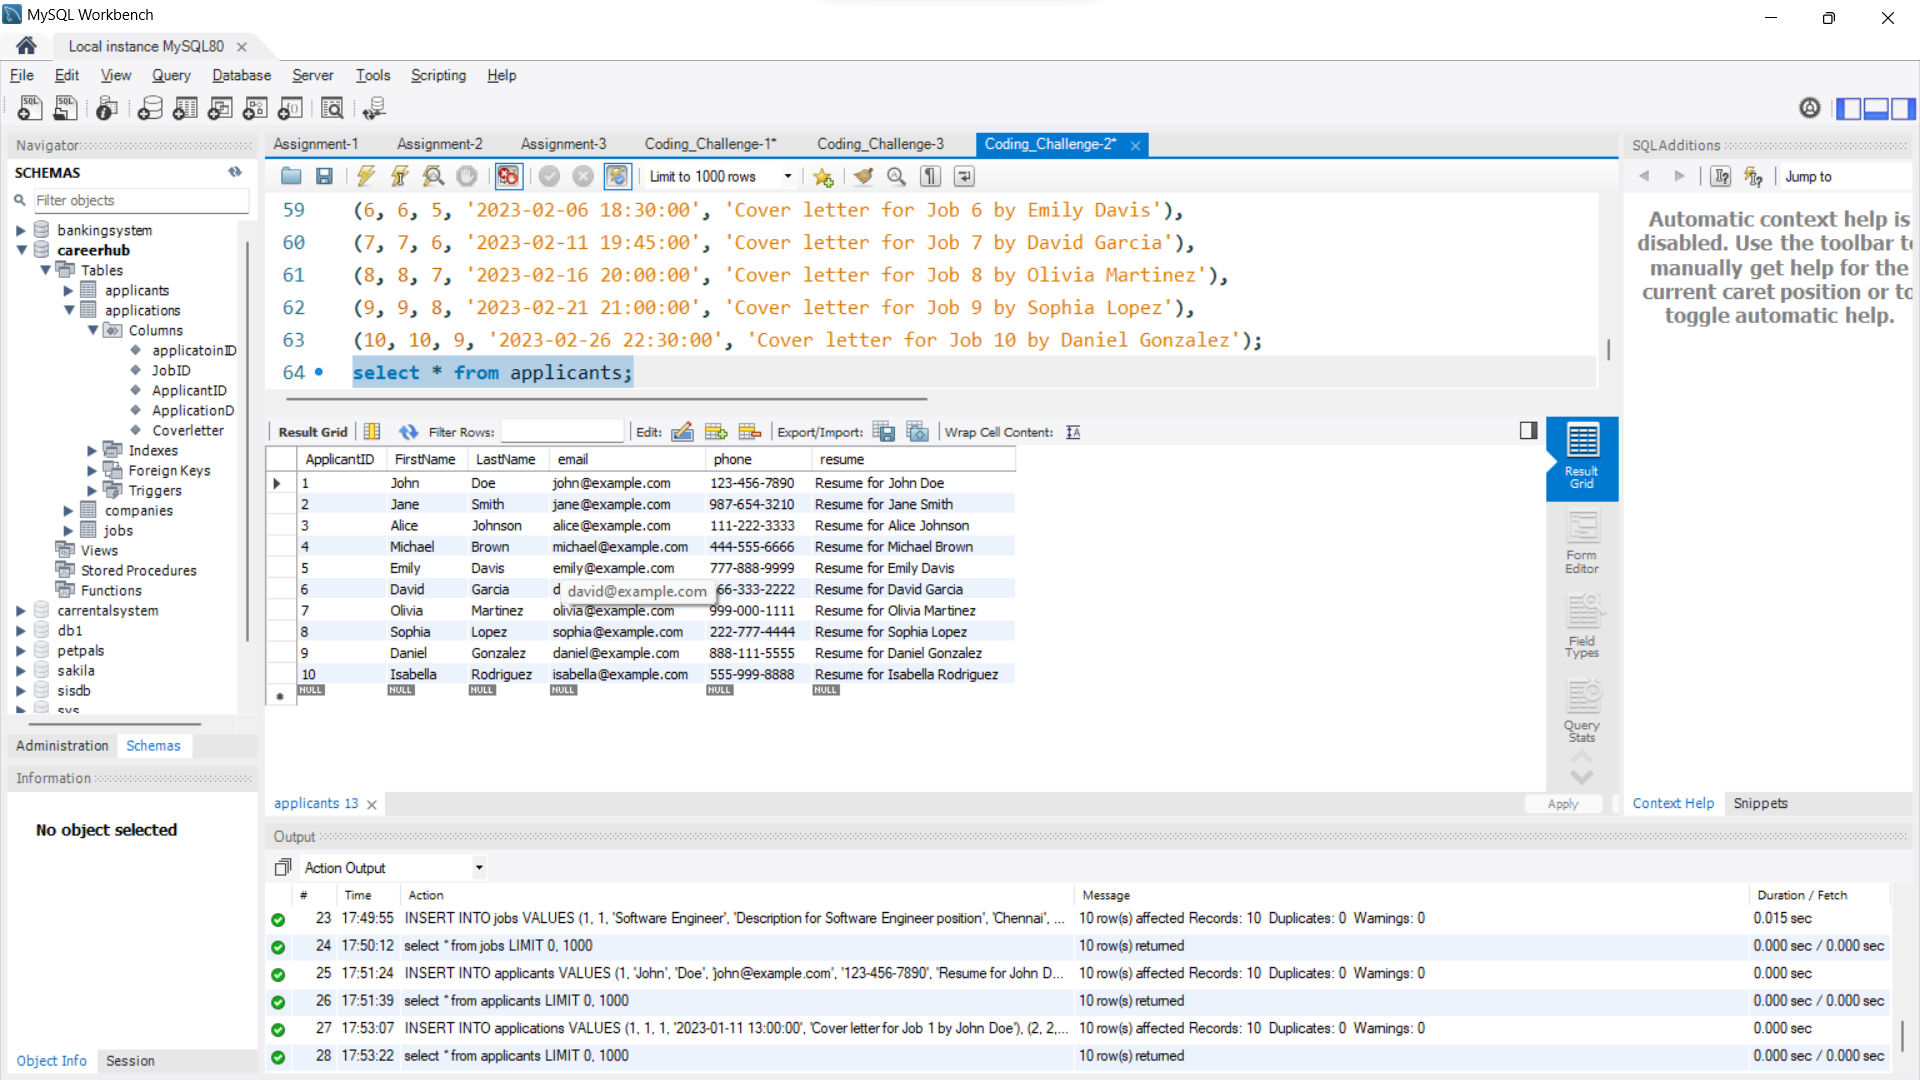 MySQL Workbench
Local instance MySQL80
File Edit View Query Database Server Tools Scripting Help
Navigator
SCHEMAS
Filter objects
bankingsystem
careerhub
Tables
applicants
applications
Columns
applicatoinID
JobID
ApplicantID
ApplicationD
Coverletter
Indexes
Foreign Keys
Triggers
companies
jobs
Views
Stored Procedures
Functions
carrentalsystem
db1
petpals
sakila
sisdb
sys
Administration Schemas
Information
No object selected
Object Info Session
Assignment-1 Assignment-2 Assignment-3 Coding_Challenge-1* Coding_Challenge-3 Coding_Challenge-2*
Limit to 1000 rows
59 (6, 6, 5, '2023-02-06 18:30:00', 'Cover letter for Job 6 by Emily Davis'),
60 (7, 7, 6, '2023-02-11 19:45:00', 'Cover letter for Job 7 by David Garcia'),
61 (8, 8, 7, '2023-02-16 20:00:00', 'Cover letter for Job 8 by Olivia Martinez'),
62 (9, 9, 8, '2023-02-21 21:00:00', 'Cover letter for Job 9 by Sophia Lopez'),
63 (10, 10, 9, '2023-02-26 22:30:00', 'Cover letter for Job 10 by Daniel Gonzalez');
64 select * from applicants;
Result Grid Filter Rows: Edit: Export/Import: Wrap Cell Content:
ApplicantID FirstName LastName email phone resume
1 John Doe john@example.com 123-456-7890 Resume for John Doe
2 Jane Smith jane@example.com 987-654-3210 Resume for Jane Smith
3 Alice Johnson alice@example.com 111-222-3333 Resume for Alice Johnson
4 Michael Brown michael@example.com 444-555-6666 Resume for Michael Brown
5 Emily Davis emily@example.com 777-888-9999 Resume for Emily Davis
6 David Garcia d david@example.com 66-333-2222 Resume for David Garcia
7 Olivia Martinez olivia@example.com 999-000-1111 Resume for Olivia Martinez
8 Sophia Lopez sophia@example.com 222-777-4444 Resume for Sophia Lopez
9 Daniel Gonzalez daniel@example.com 888-111-5555 Resume for Daniel Gonzalez
10 Isabella Rodriguez isabella@example.com 555-999-8888 Resume for Isabella Rodriguez
NULL NULL NULL NULL NULL NULL
Result Grid
Form Editor
Field Types
Query Stats
applicants 13
Apply
SQLAdditions
Jump to
Automatic context help is
disabled. Use the toolbar to
manually get help for the
current caret position or to
toggle automatic help.
Context Help Snippets
Output
Action Output
# Time Action Message Duration / Fetch
23 17:49:55 INSERT INTO jobs VALUES (1, 1, 'Software Engineer', 'Description for Software Engineer position', 'Chennai', ... 10 row(s) affected Records: 10 Duplicates: 0 Warnings: 0 0.015 sec
24 17:50:12 select * from jobs LIMIT 0, 1000 10 row(s) returned 0.000 sec / 0.000 sec
25 17:51:24 INSERT INTO applicants VALUES (1, 'John', 'Doe', 'john@example.com', '123-456-7890', 'Resume for John D... 10 row(s) affected Records: 10 Duplicates: 0 Warnings: 0 0.000 sec
26 17:51:39 select * from applicants LIMIT 0, 1000 10 row(s) returned 0.000 sec / 0.000 sec
27 17:53:07 INSERT INTO applications VALUES (1, 1, 1, '2023-01-11 13:00:00', 'Cover letter for Job 1 by John Doe'), (2, 2,... 10 row(s) affected Records: 10 Duplicates: 0 Warnings: 0 0.000 sec
28 17:53:22 select * from applicants LIMIT 0, 1000 10 row(s) returned 0.000 sec / 0.000 sec